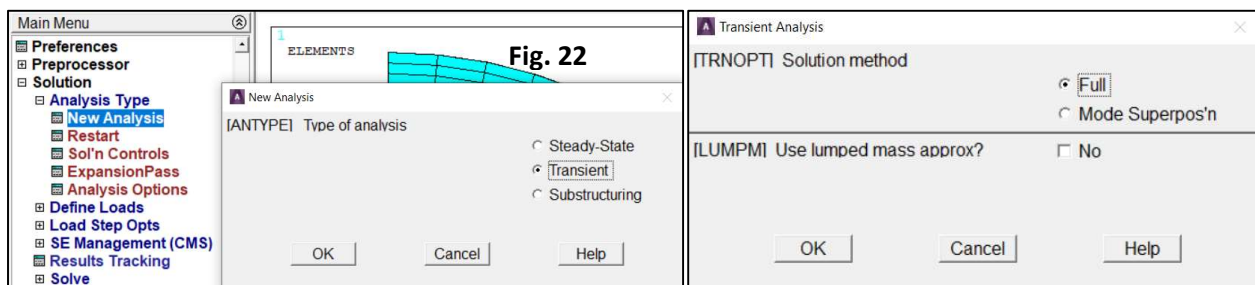 Main Menu
Preferences
Preprocessor
Solution
Analysis Type
New Analysis
Restart
Sol'n Controls
ExpansionPass
Analysis Options
Define Loads
Load Step Opts
SE Management (CMS)
Results Tracking
Solve
1
ELEMENTS
Fig. 22
New Analysis
[ANTYPE] Type of analysis
Steady-State
Transient
Substructuring
OK Cancel Help
Transient Analysis
[TRNOPT] Solution method
Full
Mode Superpos'n
[LUMPM] Use lumped mass approx?
No
OK Cancel Help